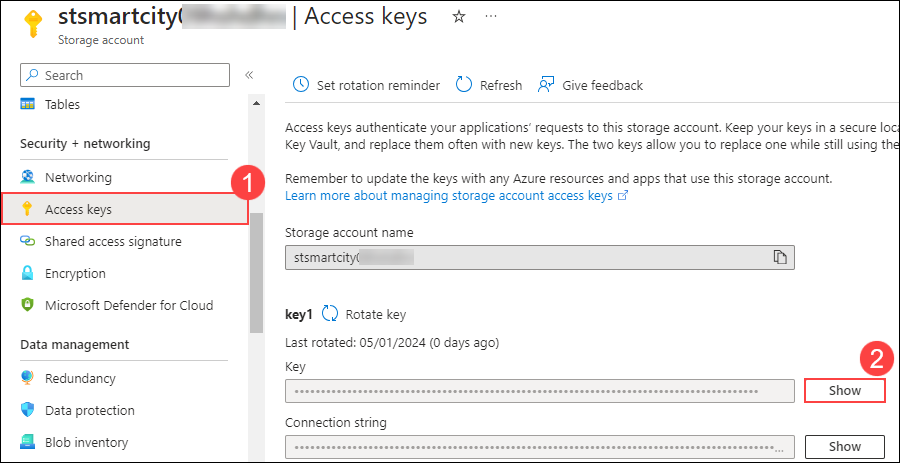 stsmartcity | Access keys
Storage account
Search
Tables
Security + networking
Networking
1
Access keys
Shared access signature
Encryption
Microsoft Defender for Cloud
Data management
Redundancy
Data protection
Blob inventory
Set rotation reminder Refresh Give feedback
Access keys authenticate your applications' requests to this storage account. Keep your keys in a secure loca
Key Vault, and replace them often with new keys. The two keys allow you to replace one while still using the
Remember to update the keys with any Azure resources and apps that use this storage account.
Learn more about managing storage account access keys
Storage account name
stsmartcity
key1 Rotate key
Last rotated: 05/01/2024 (0 days ago)
2
Key
Show
Connection string
Show